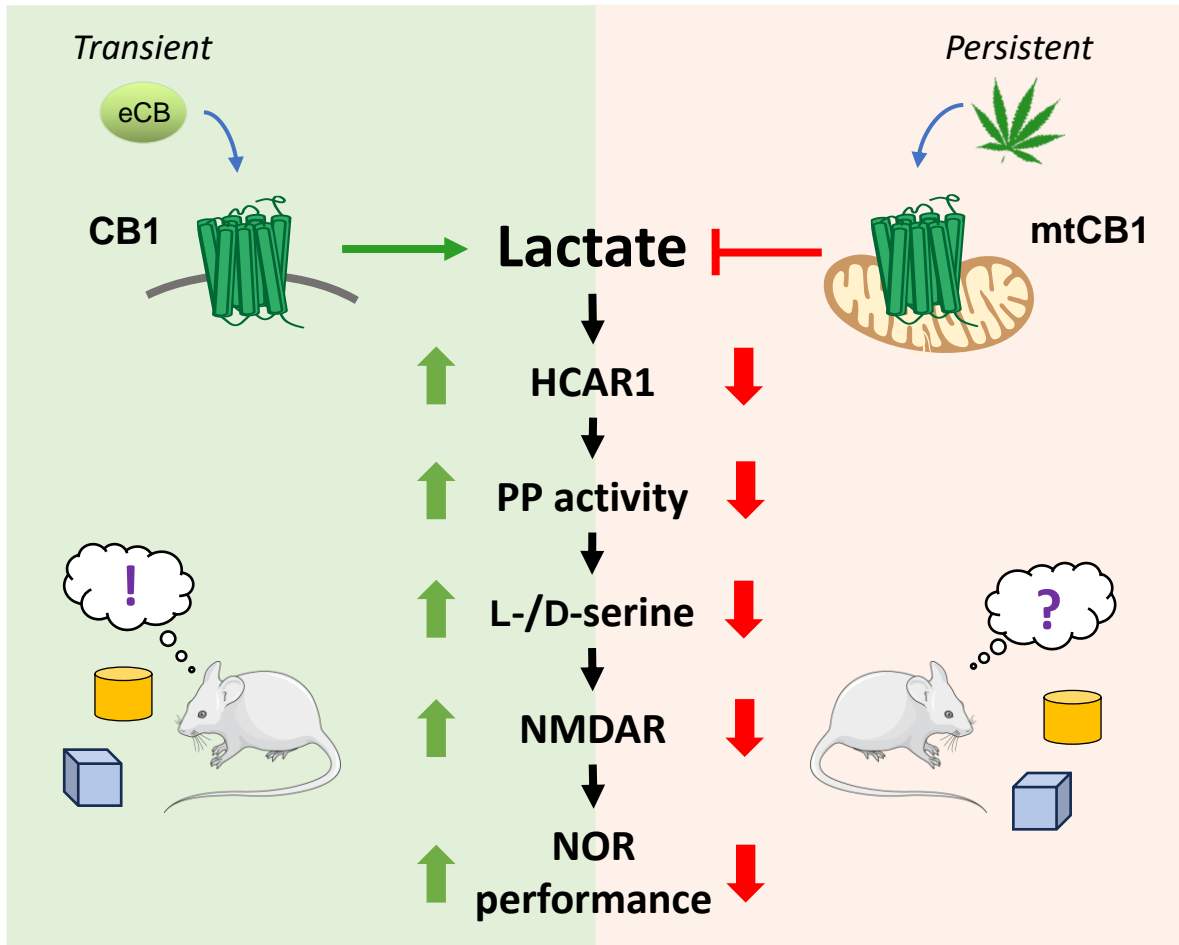 Transient
Persistent
eCB
CB1
Lactate
mtCB1
HCAR1
PP activity
!
L-/D-serine
?
NMDAR
NOR
performance